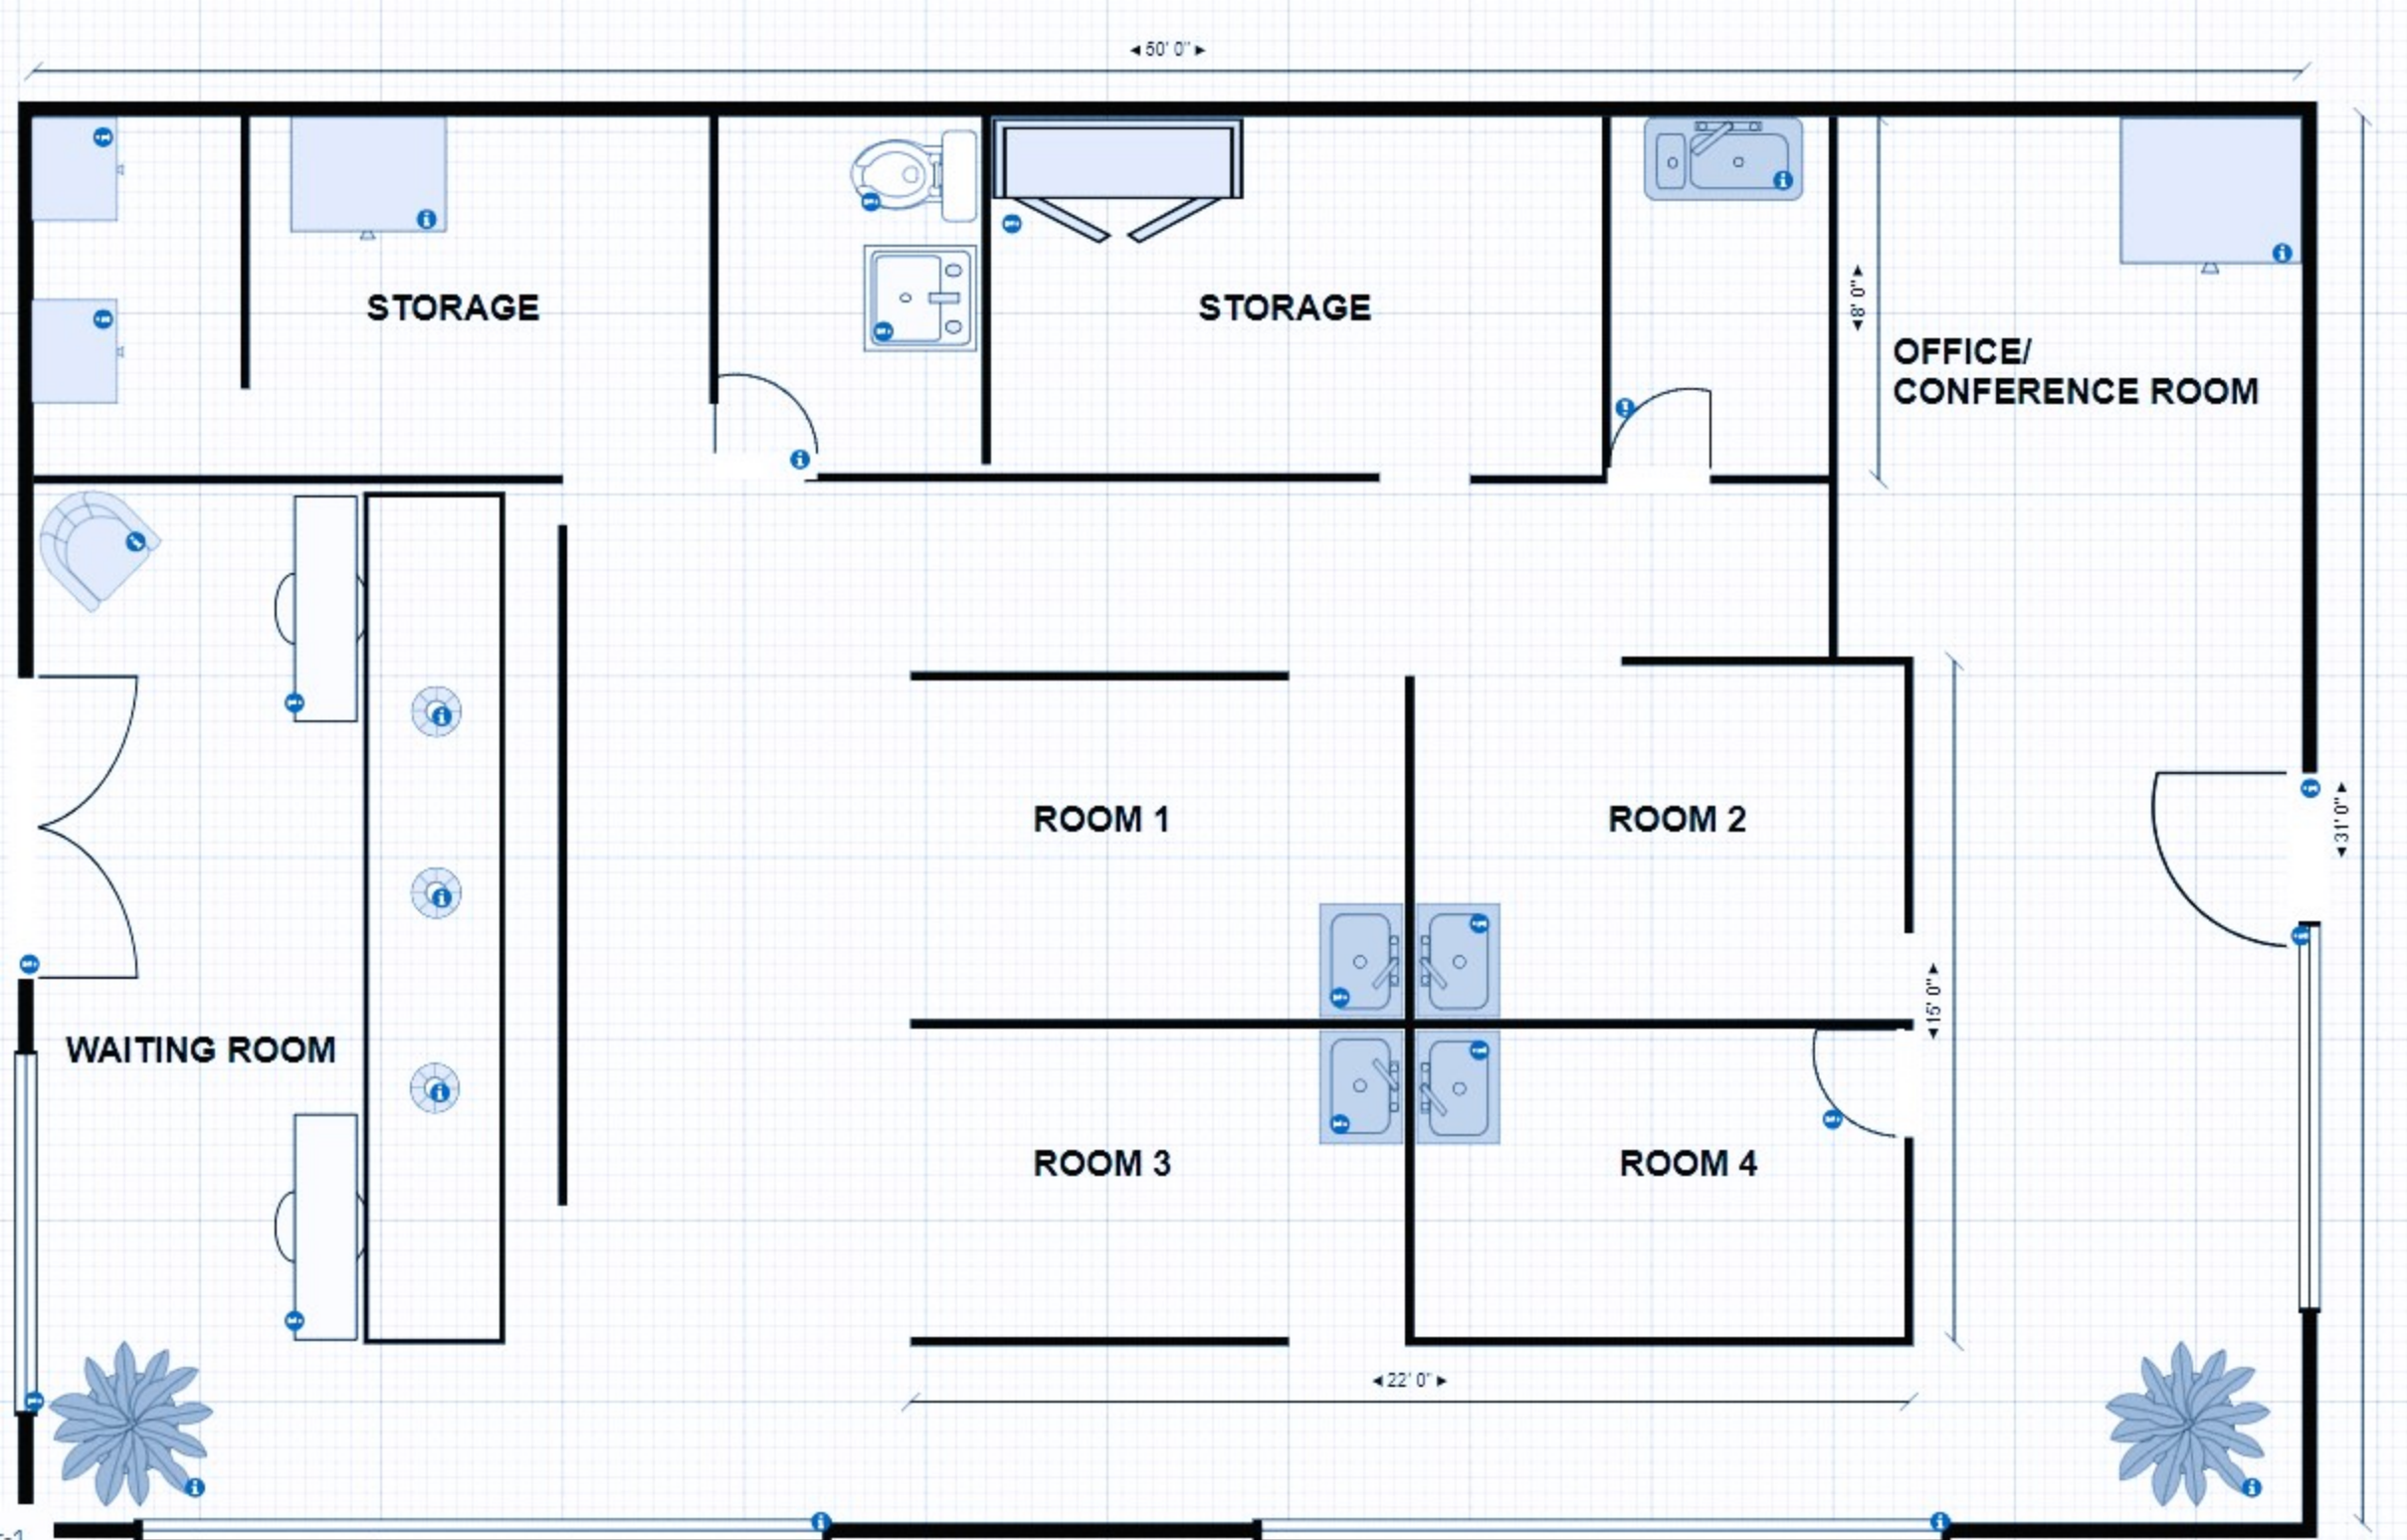 50' 0"
STORAGE
STORAGE
8' 0"
OFFICE/
CONFERENCE ROOM
ROOM 1
ROOM 2
31' 0"
15' 0"
WAITING ROOM
ROOM 3
ROOM 4
22' 0"